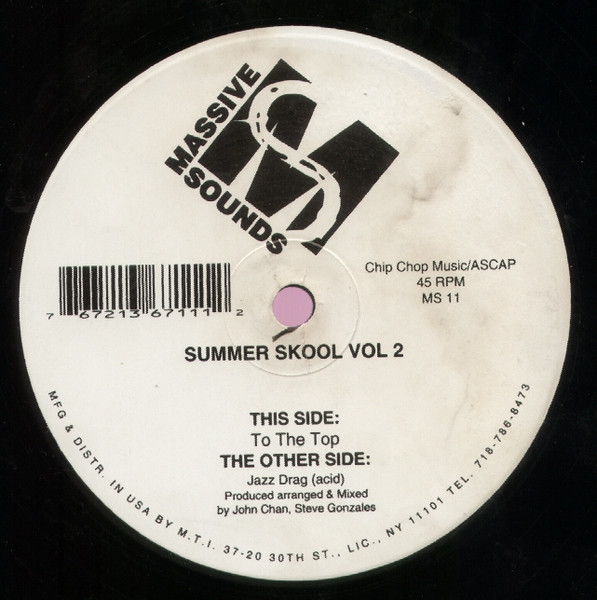 MASSIVE
SOUNDS
MS
Chip Chop Music/ASCAP
45 RPM
MS 11
7 67213 67111 2
SUMMER SKOOL VOL 2
THIS SIDE:
To The Top
THE OTHER SIDE:
Jazz Drag (acid)
Produced arranged & Mixed
by John Chan, Steve Gonzales
MFG & DISTR. IN USA BY M.T.I. 37-20 30TH ST., LIC., NY 11101 TEL. 718-786-8473